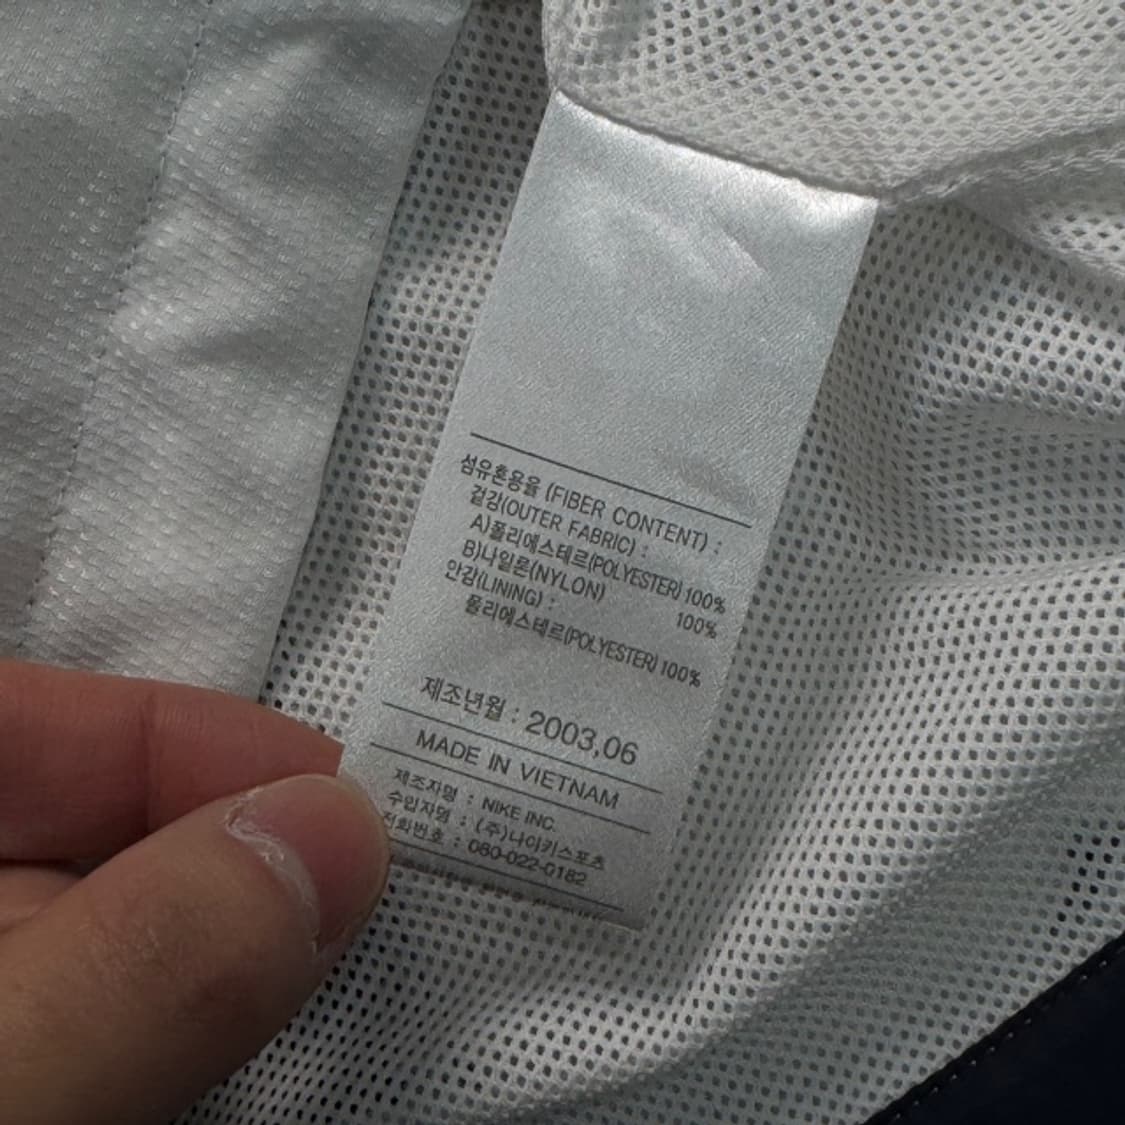 섬유혼용율 (FIBER CONTENT) :
겉감(OUTER FABRIC) :
A)폴리에스테르(POLYESTER) 100%
B)나일론(NYLON) 100%
안감(LINING) :
폴리에스테르(POLYESTER) 100%
제조년월 : 2003,06
MADE IN VIETNAM
제조자명 : NIKE INC.
수입자명 : (주)나이키스포츠
전화번호 : 080-022-0182